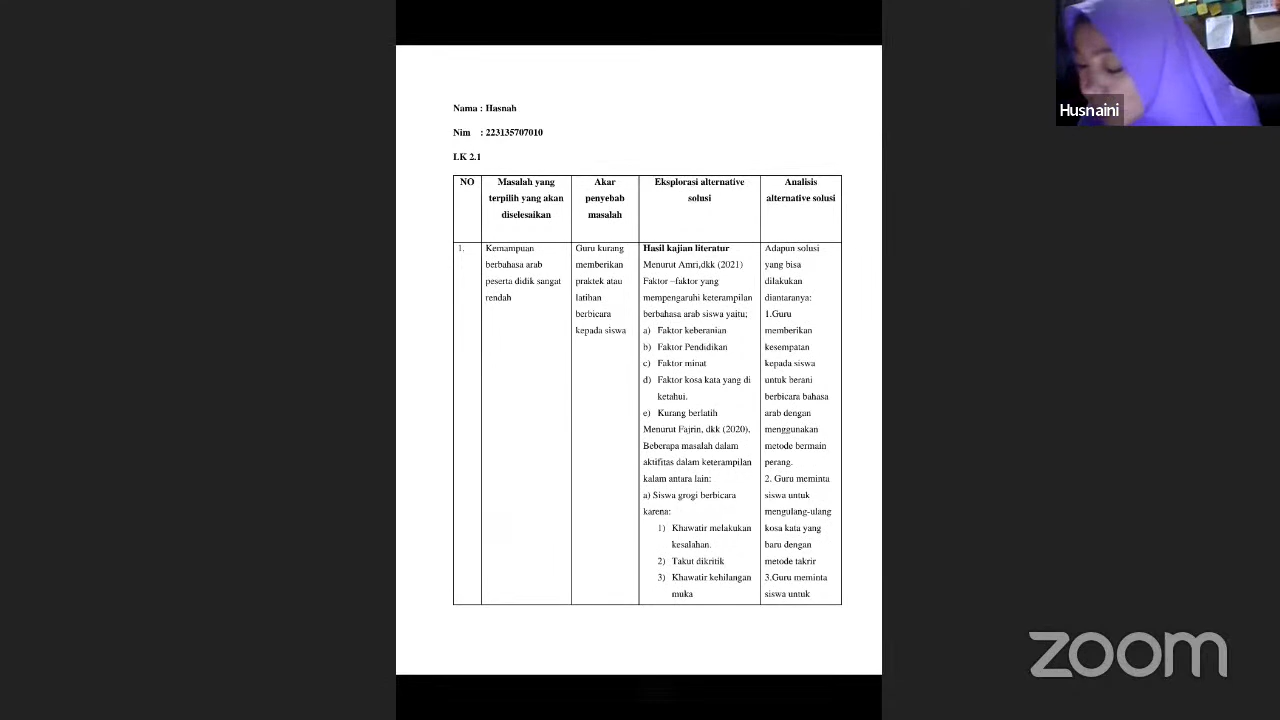 Nama : Hasnah
Nim : 223135707010
LK 2.1
NO
Masalah yang
terpilih yang akan
diselesaikan
Akar
penyebab
masalah
Eksplorasi alternative
solusi
Analisis
alternative solusi
1.
Kemampuan
berbahasa arab
peserta didik sangat
rendah
Guru kurang
memberikan
praktek atau
latihan
berbicara
kepada siswa
Hasil kajian literatur
Menurut Amri,dkk (2021)
Faktor –faktor yang
mempengaruhi keterampilan
berbahasa arab siswa yaitu;
a) Faktor keberanian
b) Faktor Pendidikan
c) Faktor minat
d) Faktor kosa kata yang di
ketahui.
e) Kurang berlatih
Menurut Fajrin, dkk (2020),
Beberapa masalah dalam
aktifitas dalam keterampilan
kalam antara lain:
a) Siswa grogi berbicara
karena:
1) Khawatir melakukan
kesalahan.
2) Takut dikritik
3) Khawatir kehilangan
muka
Adapun solusi
yang bisa
dilakukan
diantaranya:
1.Guru
memberikan
kesempatan
kepada siswa
untuk berani
berbicara bahasa
arab dengan
menggunakan
metode bermain
perang.
2. Guru meminta
siswa untuk
mengulang-ulang
kosa kata yang
baru dengan
metode takrir
3.Guru meminta
siswa untuk
Husnaini
zoom